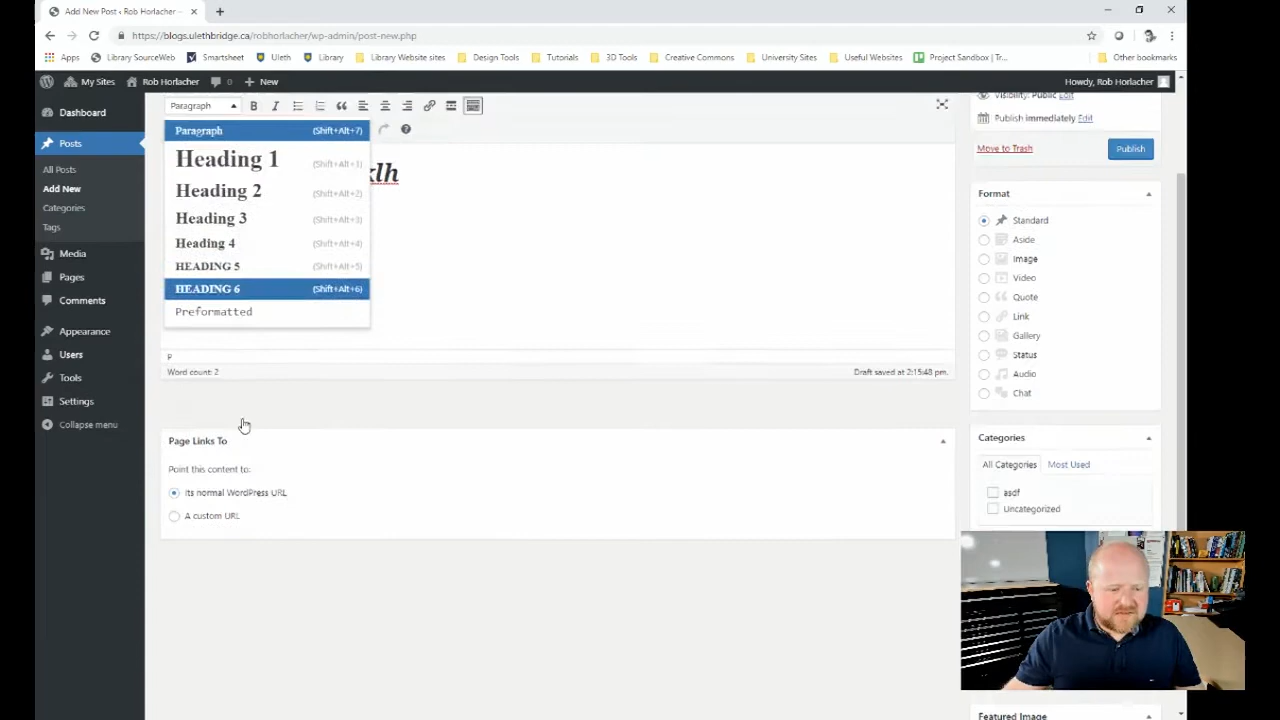 Add New Post ‹ Rob Horlacher —
https://blogs.ulethbridge.ca/robhorlacher/wp-admin/post-new.php
Apps Library SourceWeb Smartsheet Uleth Library Library Website sites Design Tools Tutorials 3D Tools Creative Commons University Sites Useful Websites Project Sandbox | Tr... Other bookmarks
My Sites Rob Horlacher 0 New Howdy, Rob Horlacher
Dashboard
Posts
All Posts
Add New
Categories
Tags
Media
Pages
Comments
Appearance
Users
Tools
Settings
Collapse menu
Paragraph
Paragraph (Shift+Alt+7)
Heading 1 (Shift+Alt+1)
Heading 2 (Shift+Alt+2)
Heading 3 (Shift+Alt+3)
Heading 4 (Shift+Alt+4)
HEADING 5 (Shift+Alt+5)
HEADING 6 (Shift+Alt+6)
Preformatted
klh
P
Word count: 2 Draft saved at 2:15:48 pm.
Page Links To
Point this content to:
Its normal WordPress URL
A custom URL
Visibility: Public Edit
Publish immediately Edit
Move to Trash Publish
Format
Standard
Aside
Image
Video
Quote
Link
Gallery
Status
Audio
Chat
Categories
All Categories Most Used
asdf
Uncategorized
Featured Image